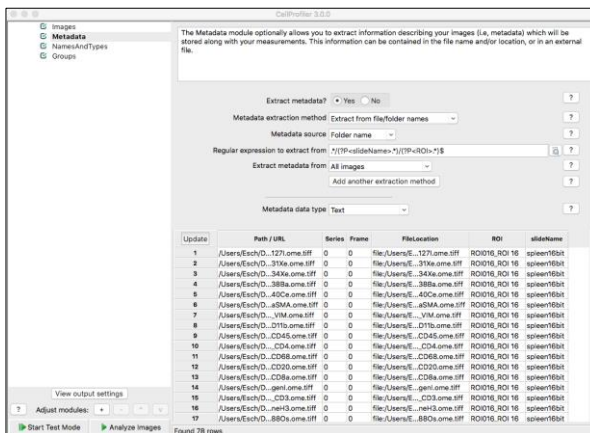 CellProfiler 3.0.0
Images
Metadata
NamesAndTypes
Groups
The Metadata module optionally allows you to extract information describing your images (i.e, metadata) which will be
stored along with your measurements. This information can be contained in the file name and/or location, or in an external
file.
Extract metadata? Yes No ?
Metadata extraction method Extract from file/folder names ?
Metadata source Folder name ?
Regular expression to extract from .*/(?P<slideName>.*)/(?P<ROI>.*)$ ?
Extract metadata from All images ?
Add another extraction method
Metadata data type Text ?
Update Path / URL Series Frame FileLocation ROI slideName
1 /Users/Esch/D...127I.ome.tiff 0 0 file:/Users/E...127I.ome.tiff ROI016_ROI 16 spleen16bit
2 /Users/Esch/D...31Xe.ome.tiff 0 0 file:/Users/E...31Xe.ome.tiff ROI016_ROI 16 spleen16bit
3 /Users/Esch/D...34Xe.ome.tiff 0 0 file:/Users/E...34Xe.ome.tiff ROI016_ROI 16 spleen16bit
4 /Users/Esch/D...38Ba.ome.tiff 0 0 file:/Users/E...38Ba.ome.tiff ROI016_ROI 16 spleen16bit
5 /Users/Esch/D...40Ce.ome.tiff 0 0 file:/Users/E...40Ce.ome.tiff ROI016_ROI 16 spleen16bit
6 /Users/Esch/D...aSMA.ome.tiff 0 0 file:/Users/E...aSMA.ome.tiff ROI016_ROI 16 spleen16bit
7 /Users/Esch/D..._VIM.ome.tiff 0 0 file:/Users/E..._VIM.ome.tiff ROI016_ROI 16 spleen16bit
8 /Users/Esch/D...D11b.ome.tiff 0 0 file:/Users/E...D11b.ome.tiff ROI016_ROI 16 spleen16bit
9 /Users/Esch/D...CD45.ome.tiff 0 0 file:/Users/E...CD45.ome.tiff ROI016_ROI 16 spleen16bit
10 /Users/Esch/D..._CD4.ome.tiff 0 0 file:/Users/E..._CD4.ome.tiff ROI016_ROI 16 spleen16bit
11 /Users/Esch/D...CD68.ome.tiff 0 0 file:/Users/E...CD68.ome.tiff ROI016_ROI 16 spleen16bit
12 /Users/Esch/D...CD20.ome.tiff 0 0 file:/Users/E...CD20.ome.tiff ROI016_ROI 16 spleen16bit
13 /Users/Esch/D...CD8a.ome.tiff 0 0 file:/Users/E...CD8a.ome.tiff ROI016_ROI 16 spleen16bit
14 /Users/Esch/D...genI.ome.tiff 0 0 file:/Users/E...genI.ome.tiff ROI016_ROI 16 spleen16bit
15 /Users/Esch/D..._CD3.ome.tiff 0 0 file:/Users/E..._CD3.ome.tiff ROI016_ROI 16 spleen16bit
16 /Users/Esch/D...neH3.ome.tiff 0 0 file:/Users/E...neH3.ome.tiff ROI016_ROI 16 spleen16bit
17 /Users/Esch/D...88Os.ome.tiff 0 0 file:/Users/E...88Os.ome.tiff ROI016_ROI 16 spleen16bit
View output settings
? Adjust modules: + - ^ v
Start Test Mode Analyze Images Found 78 rows